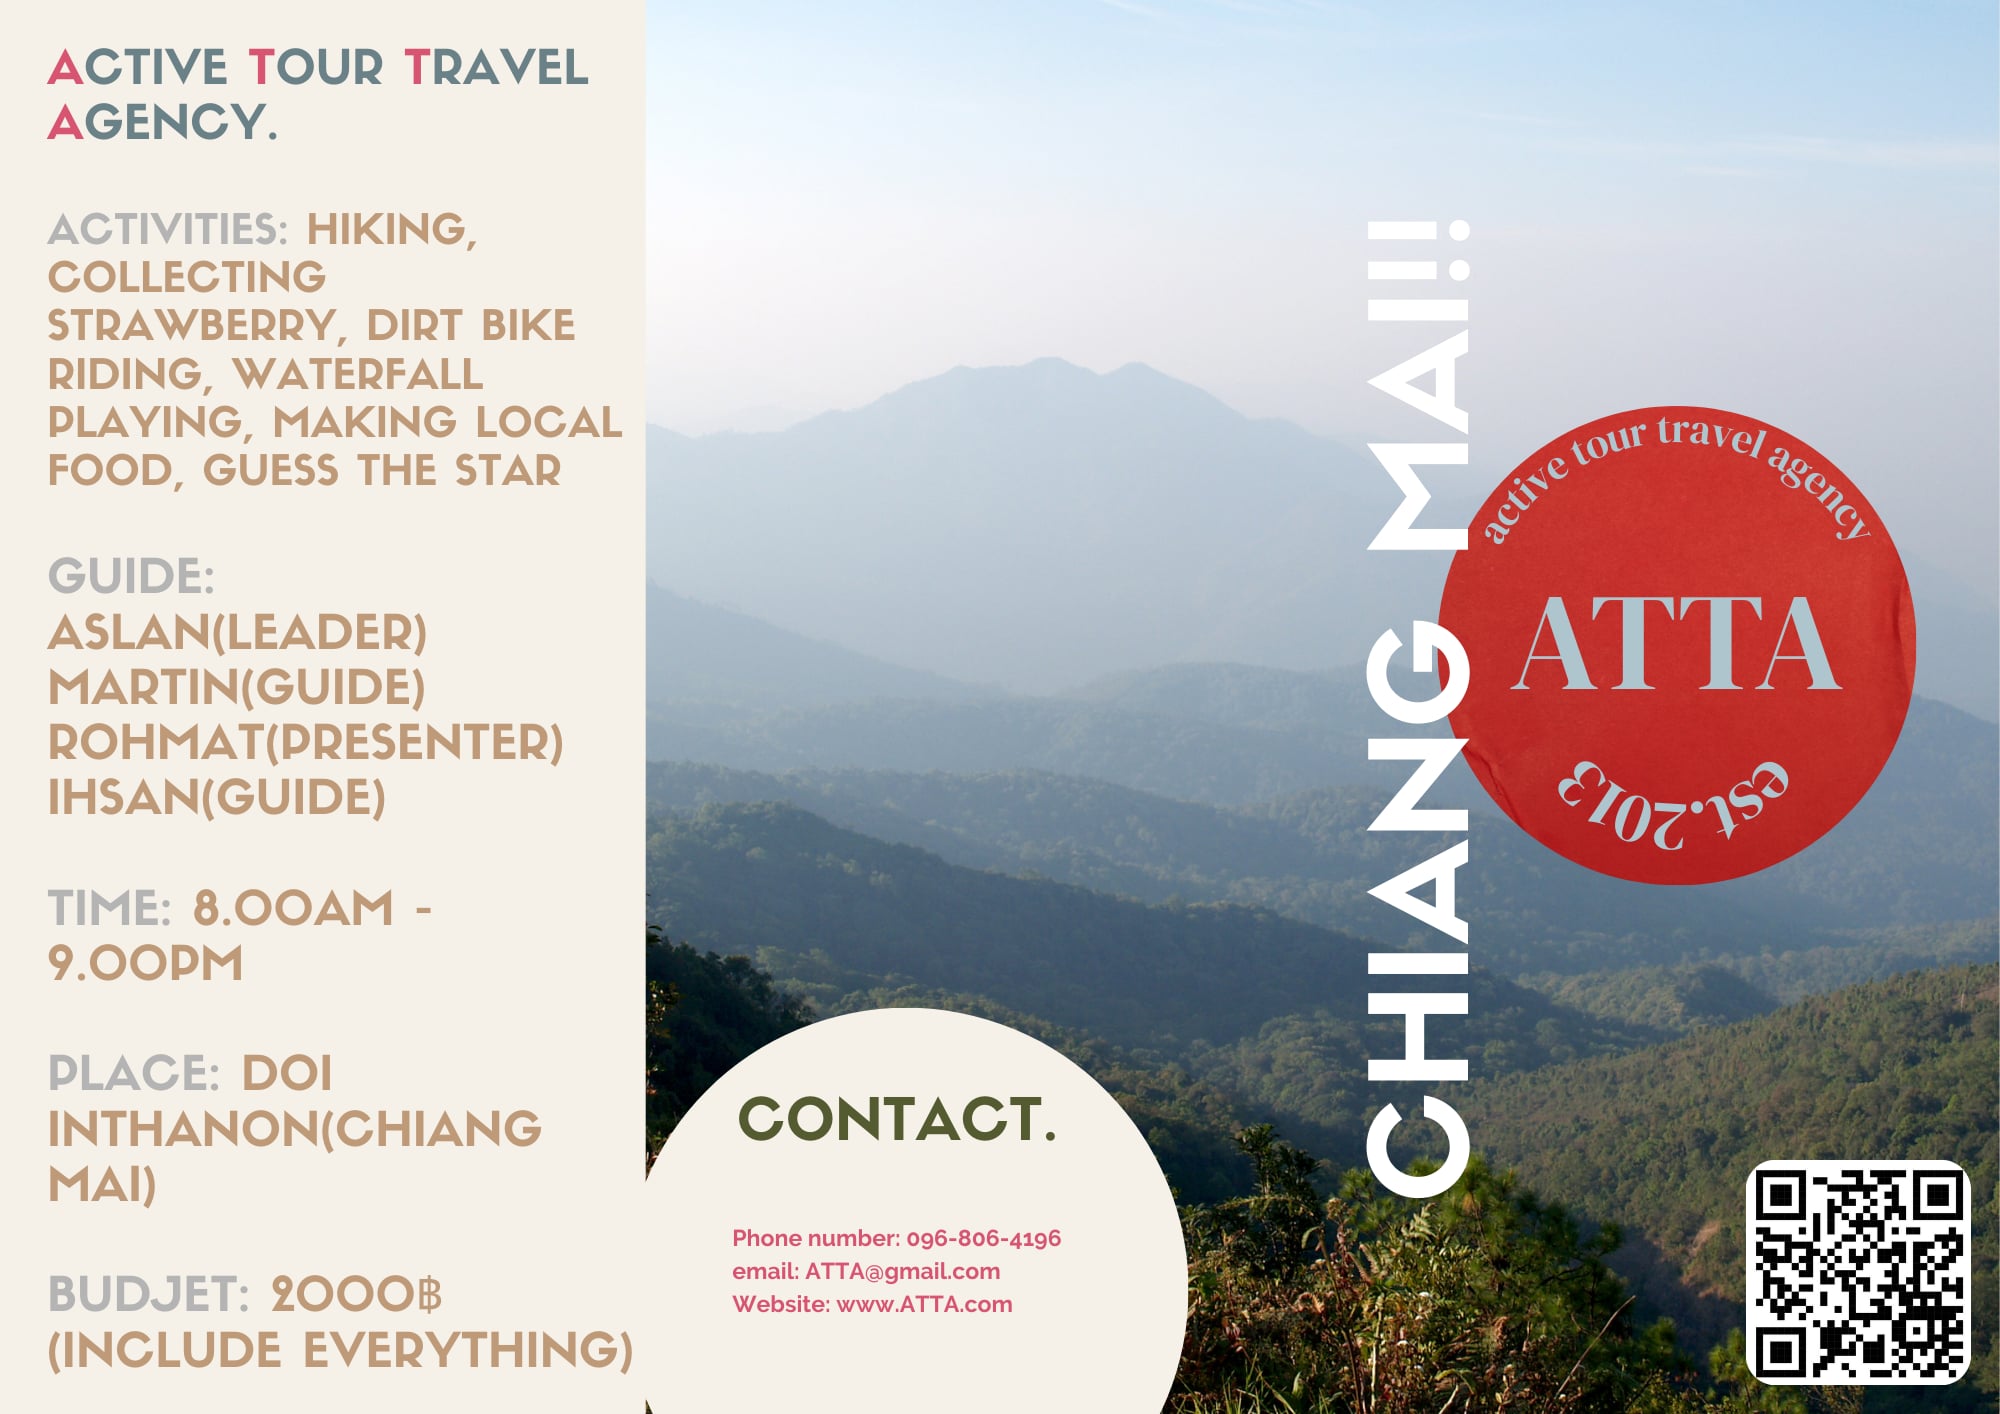 ACTIVE TOUR TRAVEL
AGENCY.
ACTIVITIES: HIKING,
COLLECTING
STRAWBERRY, DIRT BIKE
RIDING, WATERFALL
PLAYING, MAKING LOCAL
FOOD, GUESS THE STAR
GUIDE:
ASLAN(LEADER)
MARTIN(GUIDE)
ROHMAT(PRESENTER)
IHSAN(GUIDE)
TIME: 8.00AM -
9.00PM
PLACE: DOI
INTHANON(CHIANG
MAI)
BUDJET: 2000฿
(INCLUDE EVERYTHING)
CONTACT.
Phone number: 096-806-4196
email: ATTA@gmail.com
Website: www.ATTA.com
CHIANG MAI!!
active tour travel agency
ATTA
est.2013